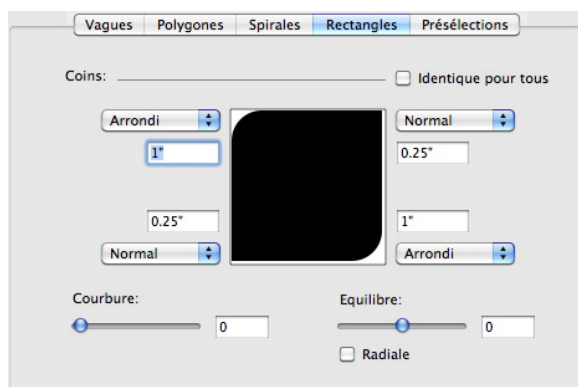 Vagues Polygones Spirales Rectangles Présélections
Coins: Identique pour tous
Arrondi Normal
1" 0.25"
0.25" 1"
Normal Arrondi
Courbure: Equilibre:
0 0
Radiale